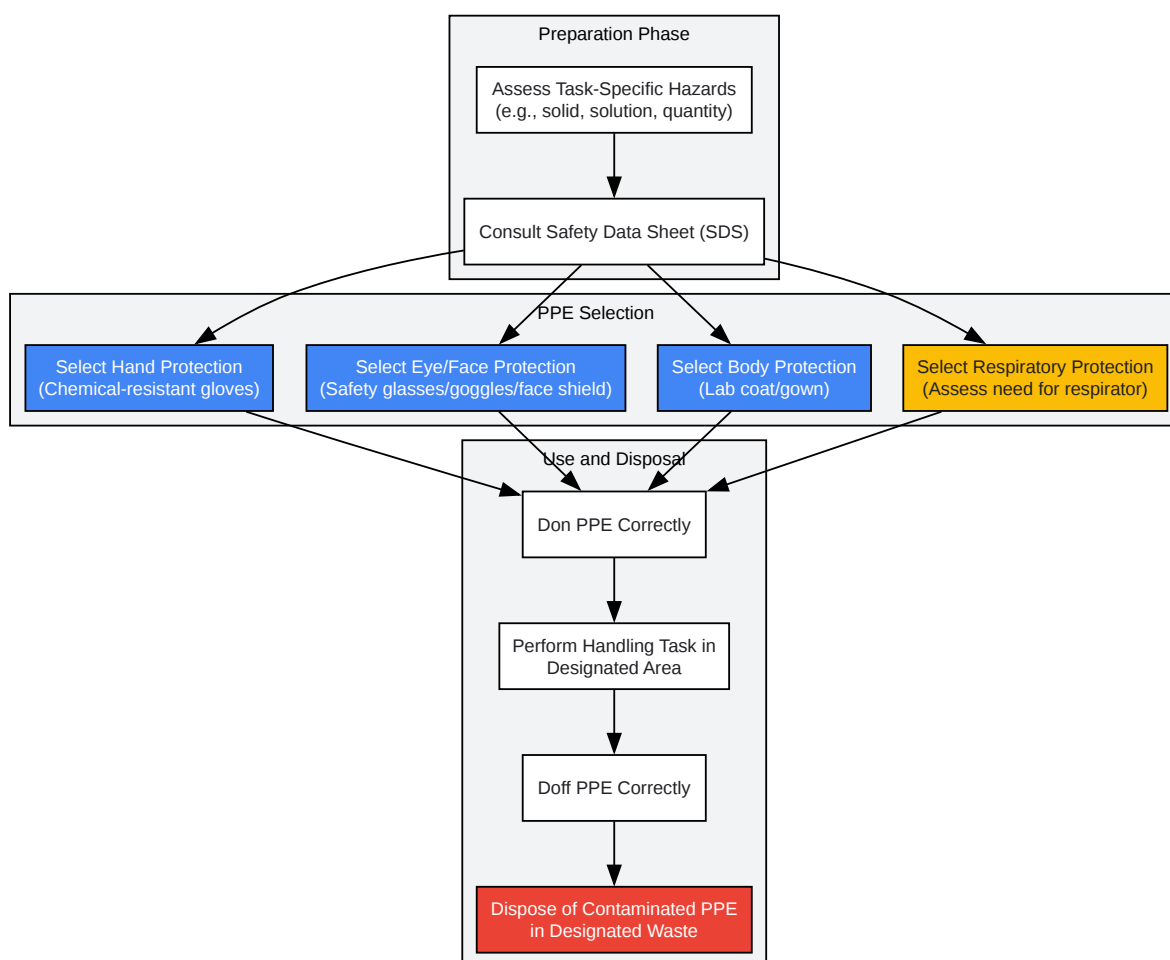 Preparation Phase
Assess Task-Specific Hazards
(e.g., solid, solution, quantity)
Consult Safety Data Sheet (SDS)
PPE Selection
Select Hand Protection
(Chemical-resistant gloves)
Select Eye/Face Protection
(Safety glasses/goggles/face shield)
Select Body Protection
(Lab coat/gown)
Select Respiratory Protection
(Assess need for respirator)
Use and Disposal
Don PPE Correctly
Perform Handling Task in
Designated Area
Doff PPE Correctly
Dispose of Contaminated PPE
in Designated Waste